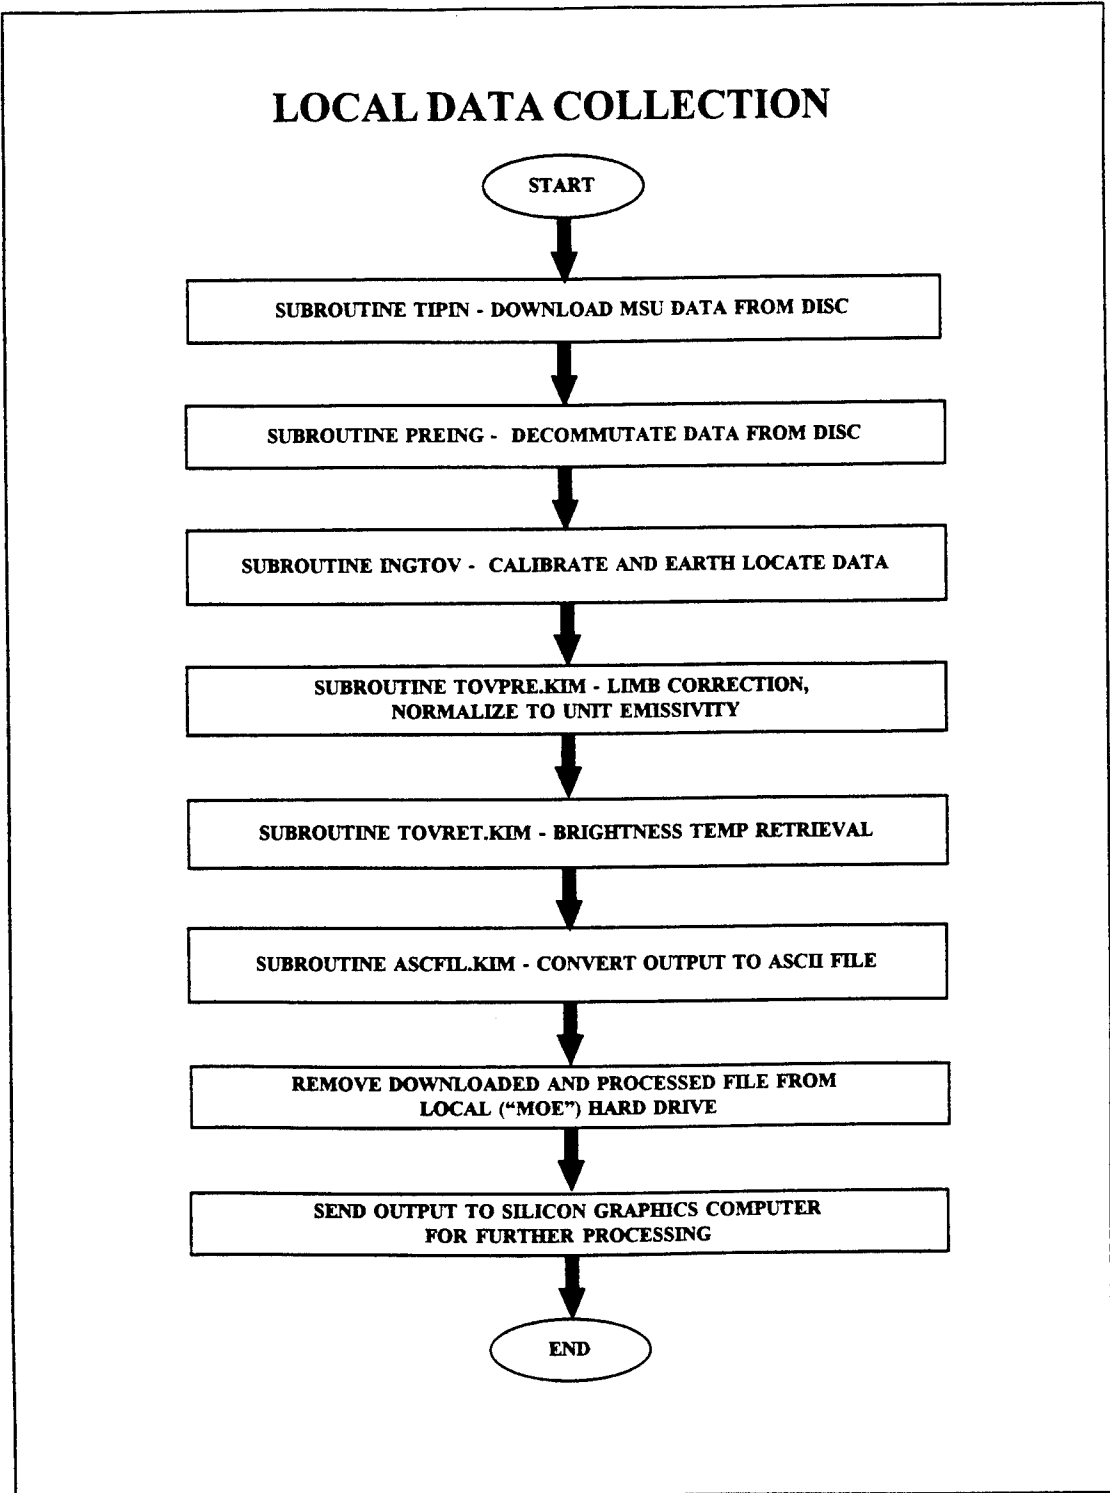 LOCAL DATA COLLECTION
START
SUBROUTINE TIPIN - DOWNLOAD MSU DATA FROM DISC
SUBROUTINE PREING - DECOMMUTATE DATA FROM DISC
SUBROUTINE INGTOV - CALIBRATE AND EARTH LOCATE DATA
SUBROUTINE TOVPRE.KIM - LIMB CORRECTION,
NORMALIZE TO UNIT EMISSIVITY
SUBROUTINE TOVRET.KIM - BRIGHTNESS TEMP RETRIEVAL
SUBROUTINE ASCFIL.KIM - CONVERT OUTPUT TO ASCII FILE
REMOVE DOWNLOADED AND PROCESSED FILE FROM
LOCAL (“MOE”) HARD DRIVE
SEND OUTPUT TO SILICON GRAPHICS COMPUTER
FOR FURTHER PROCESSING
END